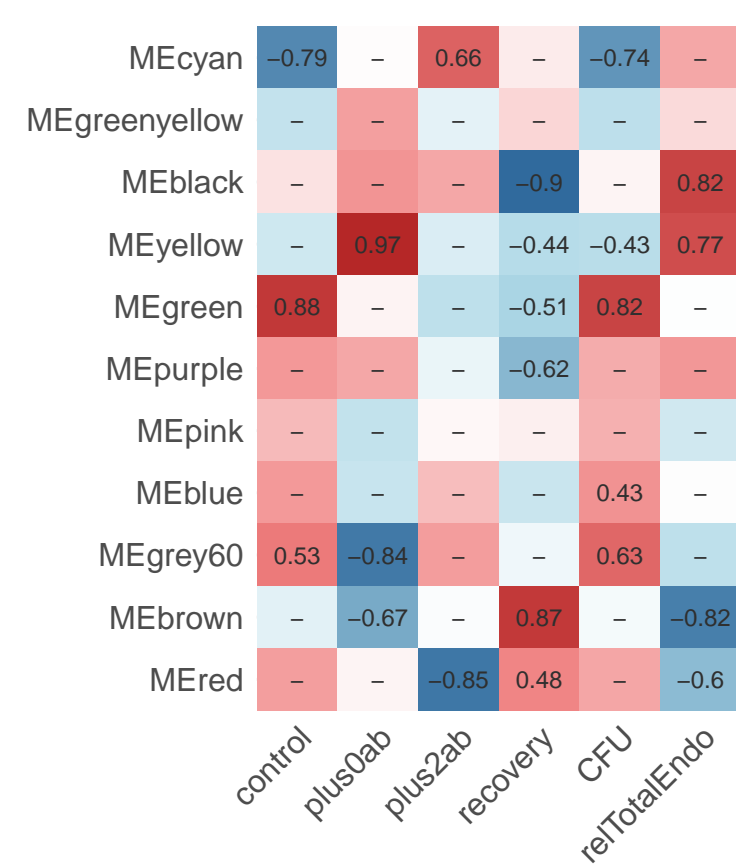 MEcyan −0.79 – 0.66 – −0.74 –
MEgreenyellow – – – – – –
MEblack – – – −0.9 – 0.82
MEyellow – 0.97 – −0.44 −0.43 0.77
MEgreen 0.88 – – −0.51 0.82 –
MEpurple – – – −0.62 – –
MEpink – – – – – –
MEblue – – – – 0.43 –
MEgrey60 0.53 −0.84 – – 0.63 –
MEbrown – −0.67 – 0.87 – −0.82
MEred – – −0.85 0.48 – −0.6
control plus0ab plus2ab recovery CFU relTotalEndo